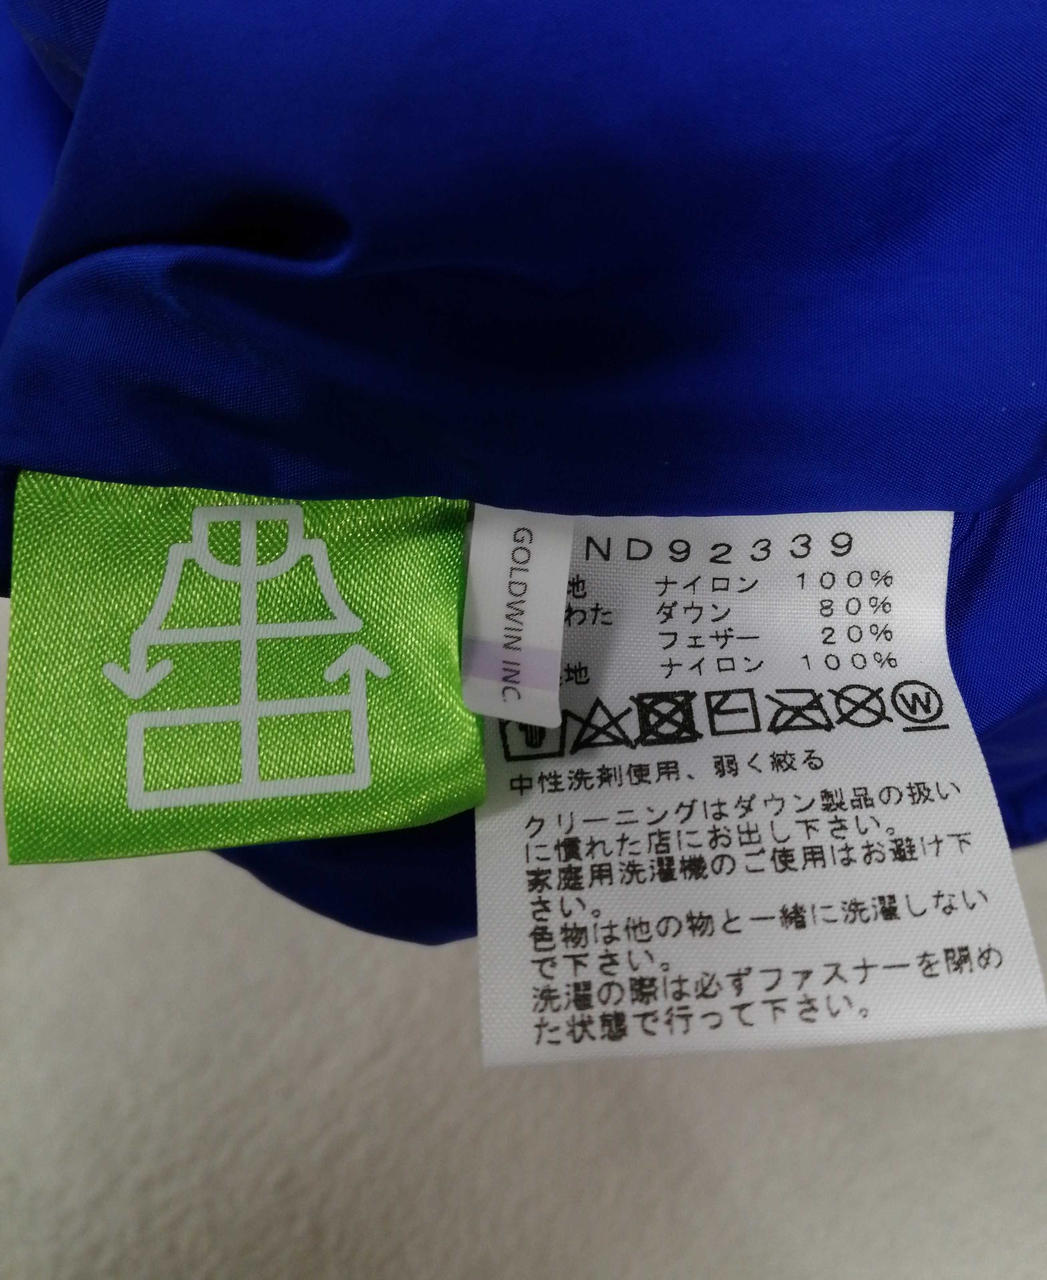 GOLDWIN INC.
ND92339
地 ナイロン 100%
わた ダウン 80%
フェザー 20%
地 ナイロン 100%
W
中性洗剤使用、弱く絞る
クリーニングはダウン製品の扱い
に慣れた店にお出し下さい。
家庭用洗濯機のご使用はお避け下
さい。
色物は他の物と一緒に洗濯しない
で下さい。
洗濯の際は必ずファスナーを閉め
た状態で行って下さい。